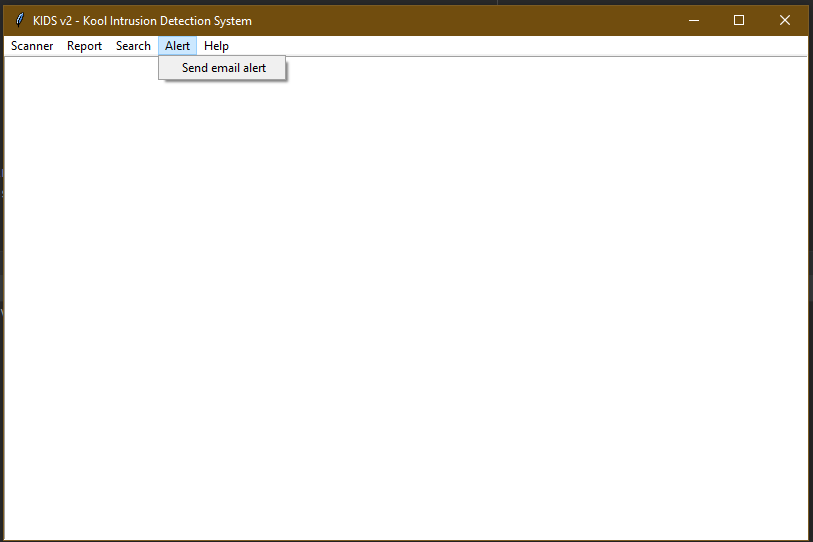 KIDS v2 - Kool Intrusion Detection System
Scanner Report Search Alert Help
Send email alert